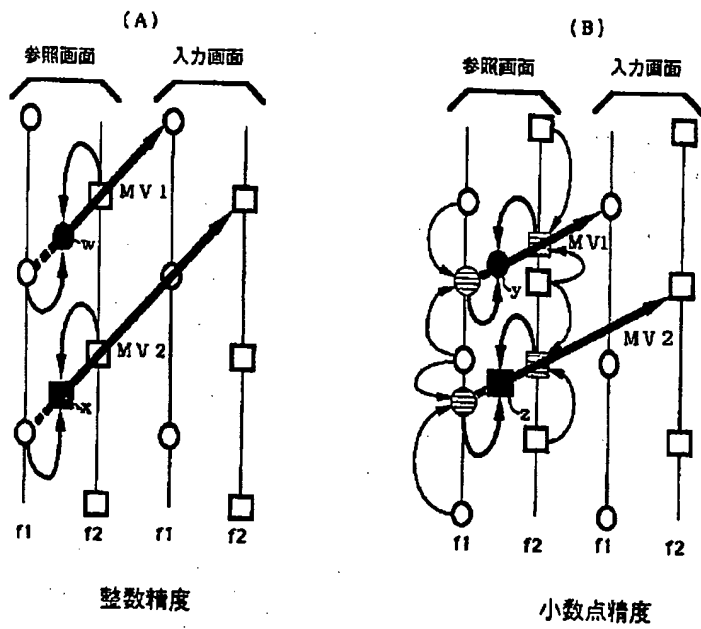 (A)
参照画面 入力画面
MV1
w
MV2
x
f1 f2 f1 f2
整数精度
(B)
参照画面 入力画面
MV1
y
MV2
z
f1 f2 f1 f2
小数点精度